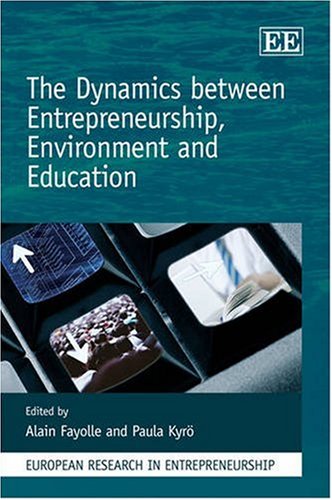 EE
The Dynamics between
Entrepreneurship,
Environment and
Education
Edited by
Alain Fayolle and Paula Kyrö
EUROPEAN RESEARCH IN ENTREPRENEURSHIP